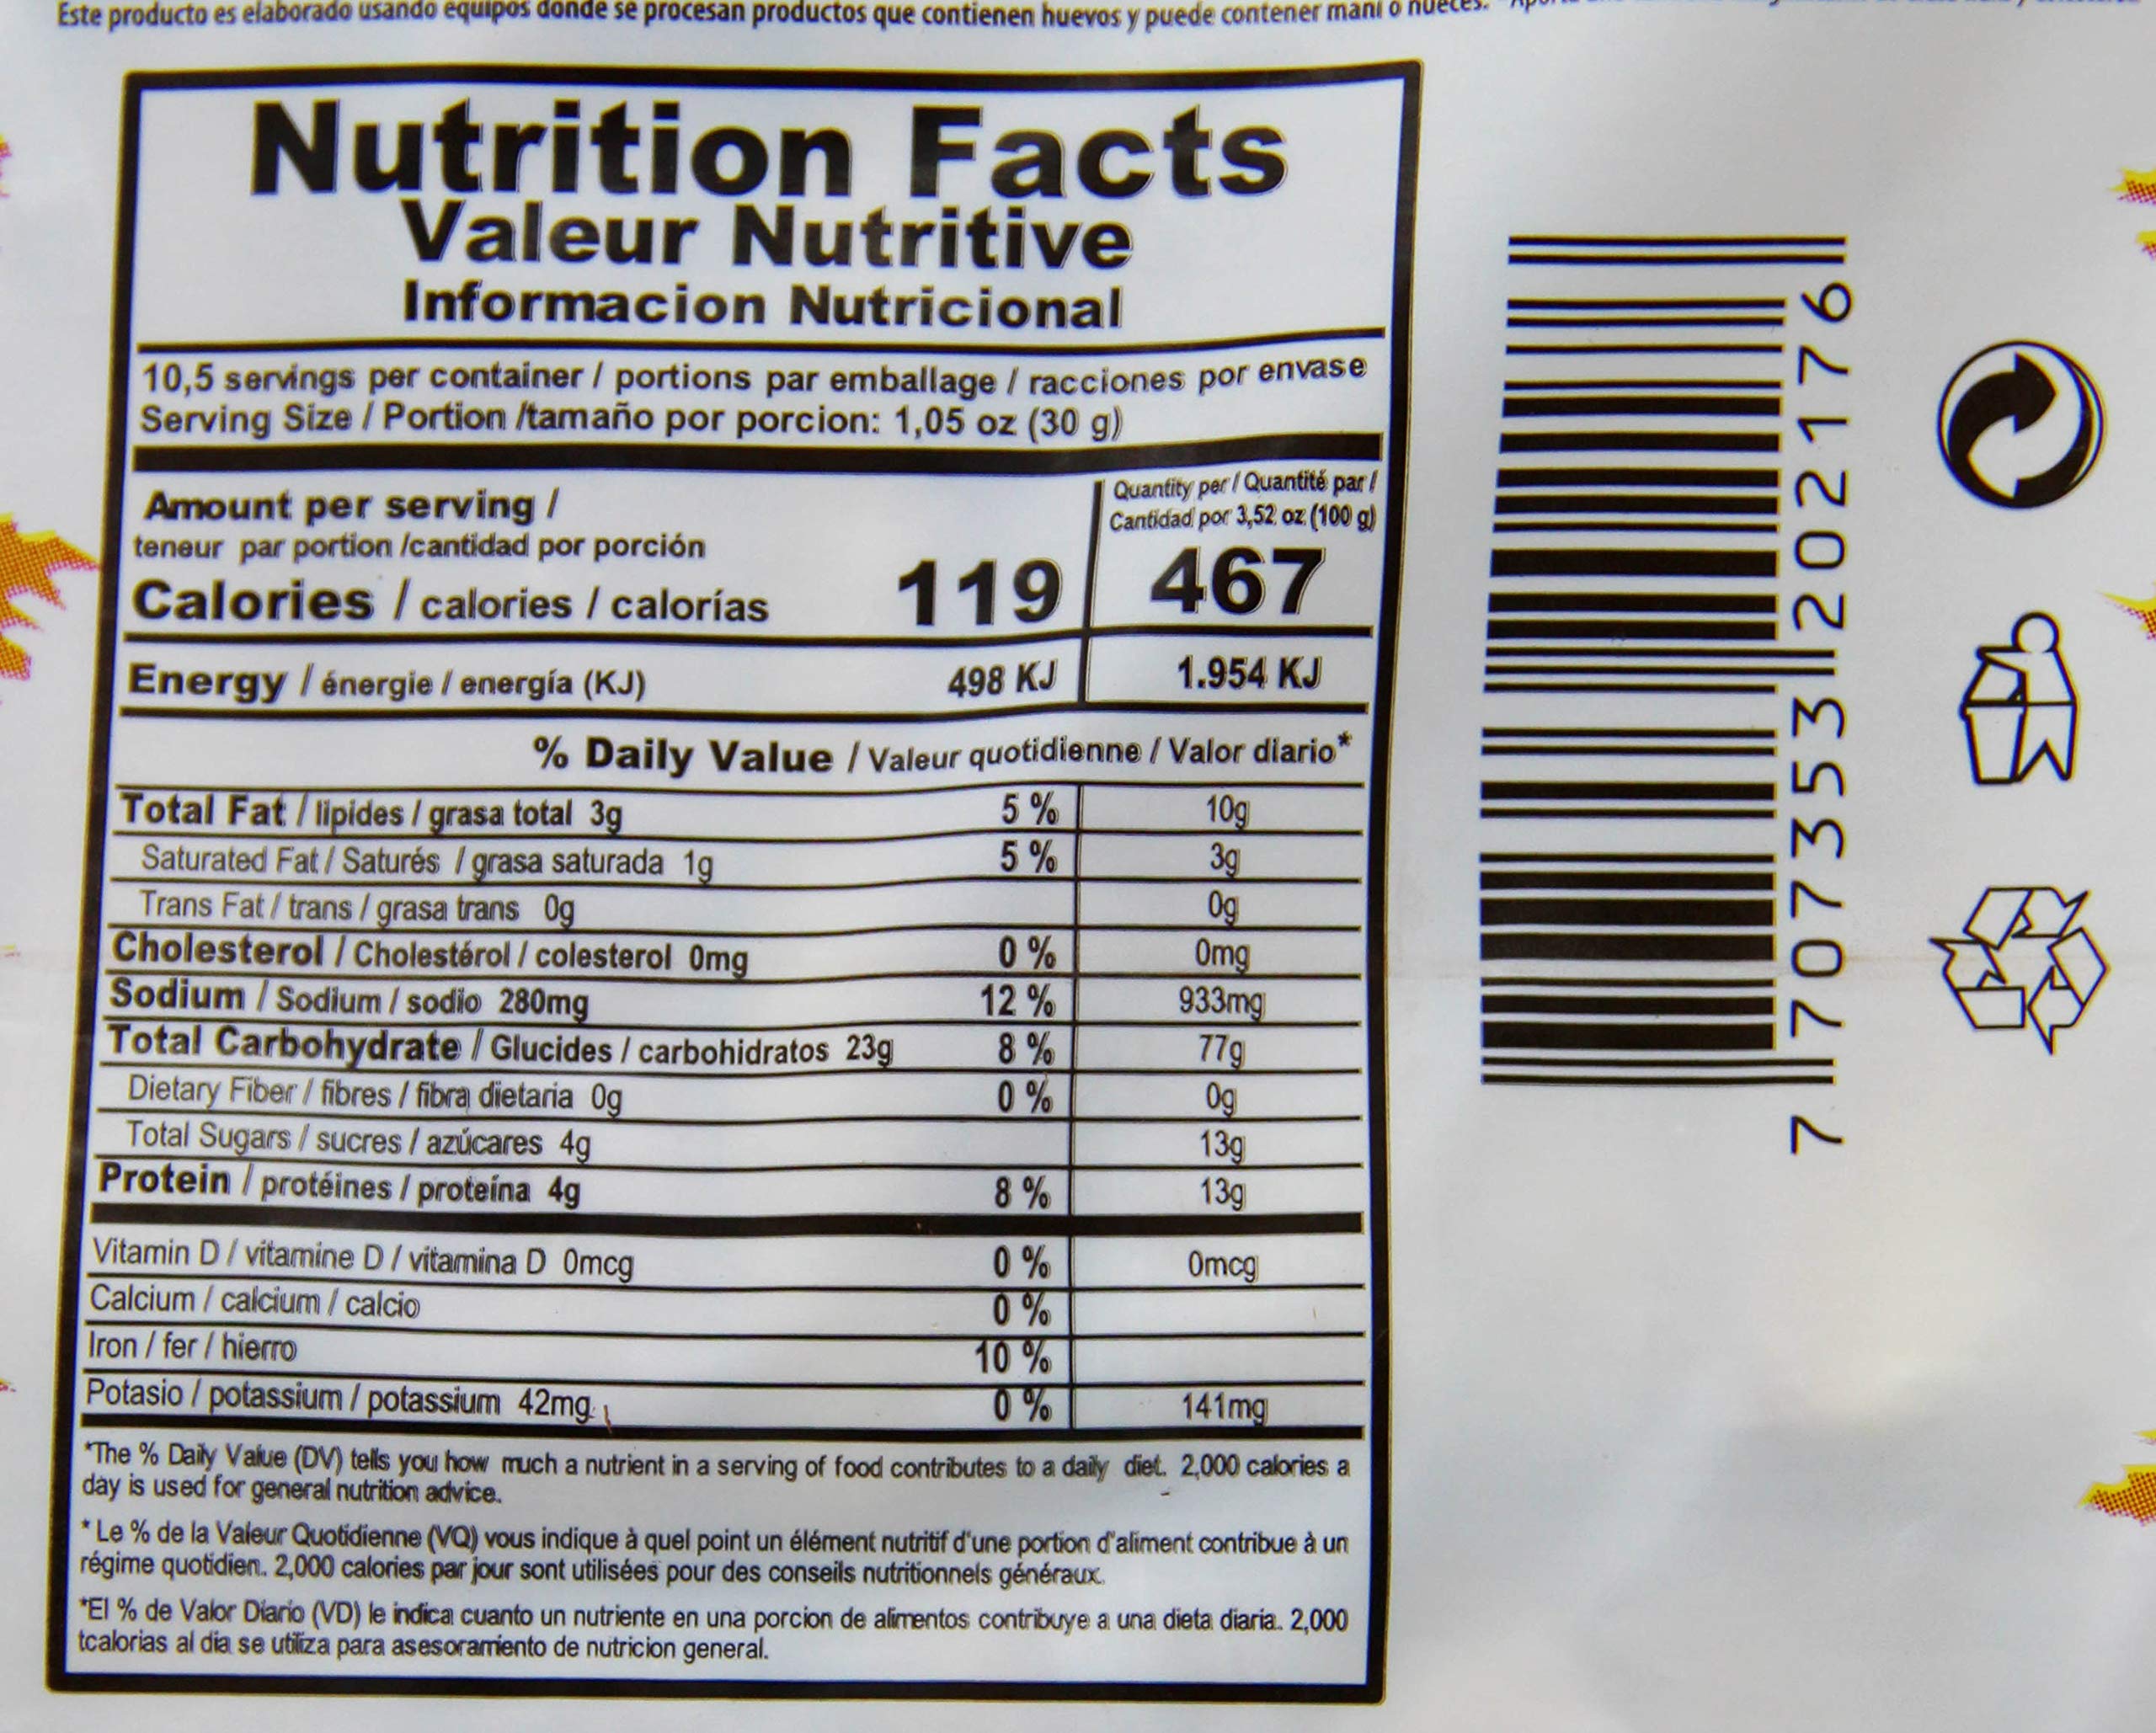 Este producto es elaborado usando equipos donde se procesan productos que contienen huevos y puede contener maní o nueces.
Nutrition Facts
Valeur Nutritive
Informacion Nutricional
10,5 servings per container / portions par emballage / racciones por envase
Serving Size / Portion /tamaño por porcion: 1,05 oz (30 g)
Amount per serving /
teneur par portion /cantidad por porción
Quantity per / Quantité par /
Cantidad por 3,52 oz (100 g)
Calories / calories / calorías 119 467
Energy / énergie / energía (KJ) 498 KJ 1.954 KJ
% Daily Value / Valeur quotidienne / Valor diario*
Total Fat / lipides / grasa total 3g 5 % 10g
Saturated Fat / Saturés / grasa saturada 1g 5 % 3g
Trans Fat / trans / grasa trans 0g 0g
Cholesterol / Cholestérol / colesterol 0mg 0 % 0mg
Sodium / Sodium / sodio 280mg 12 % 933mg
Total Carbohydrate / Glucides / carbohidratos 23g 8 % 77g
Dietary Fiber / fibres / fibra dietaria 0g 0 % 0g
Total Sugars / sucres / azúcares 4g 13g
Protein / protéines / proteína 4g 8 % 13g
Vitamin D / vitamine D / vitamina D 0mcg 0 % 0mcg
Calcium / calcium / calcio 0 %
Iron / fer / hierro 10 %
Potasio / potassium / potassium 42mg 0 % 141mg
*The % Daily Value (DV) tells you how much a nutrient in a serving of food contributes to a daily diet. 2,000 calories a
day is used for general nutrition advice.
* Le % de la Valeur Quotidienne (VQ) vous indique à quel point un élément nutritif d'une portion d'aliment contribue à un
régime quotidien. 2,000 calories par jour sont utilisées pour des conseils nutritionnels généraux.
*El % de Valor Diario (VD) le indica cuanto un nutriente en una porcion de alimentos contribuye a una dieta diaria. 2,000
tcalorias al dia se utiliza para asesoramiento de nutricion general.
7 707353 202176